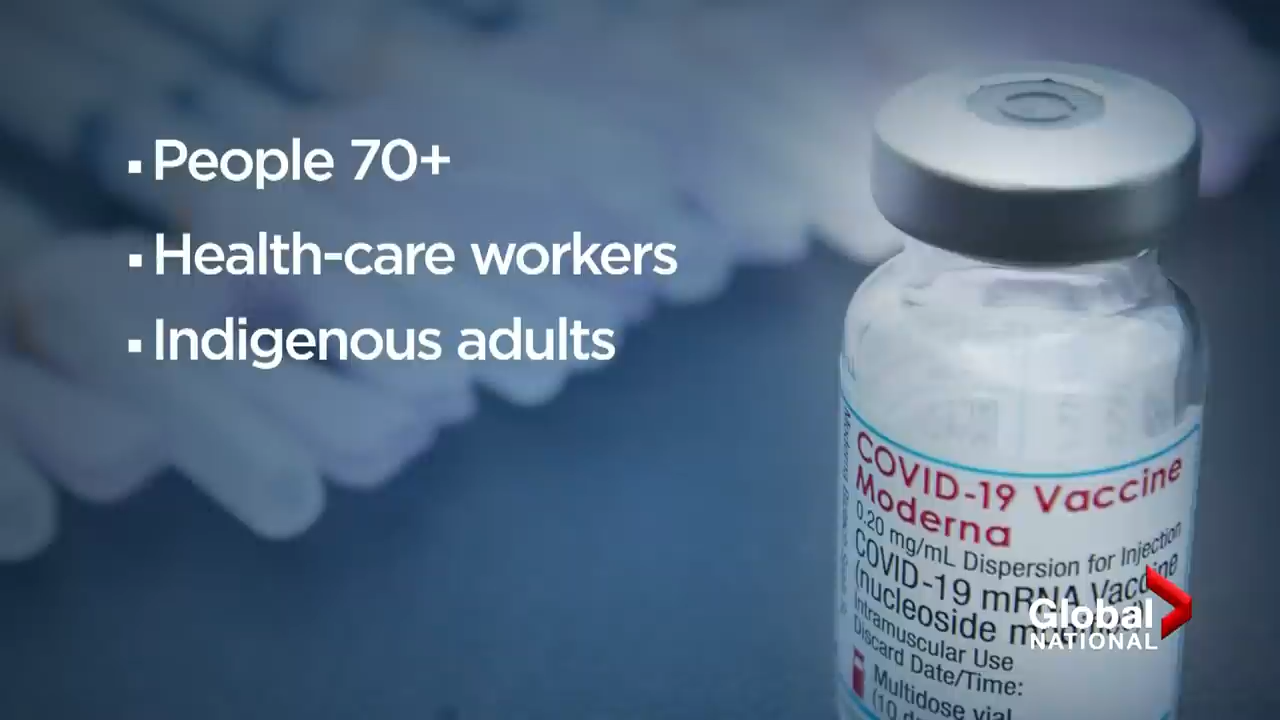 ▪ People 70+
▪ Health-care workers
▪ Indigenous adults
COVID-19 Vaccine
Moderna
0.20 mg/mL Dispersion for Injection
COVID-19 mRNA Vaccine
(nucleoside
Intramuscular Use
Discard Date/Time:
Multidose vial
(10
Global
NATIONAL